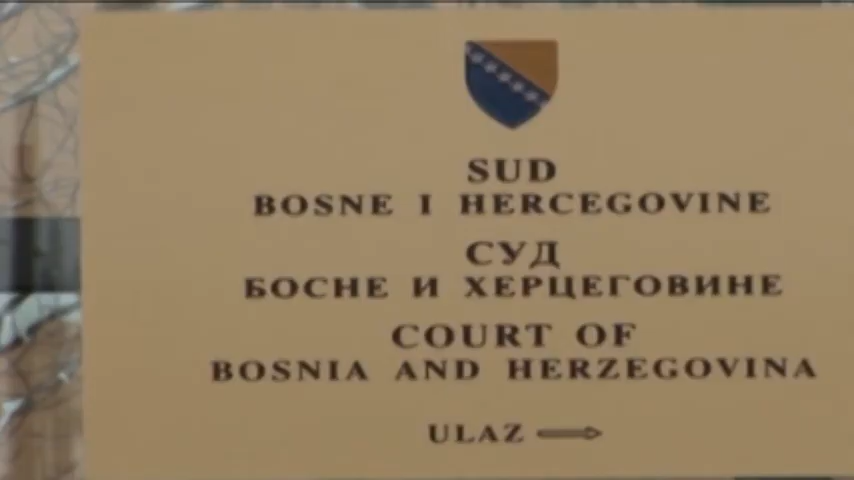 SUD
BOSNE I HERCEGOVINE
СУД
БОСНЕ И ХЕРЦЕГОВИНЕ
COURT OF
BOSNIA AND HERZEGOVINA
ULAZ